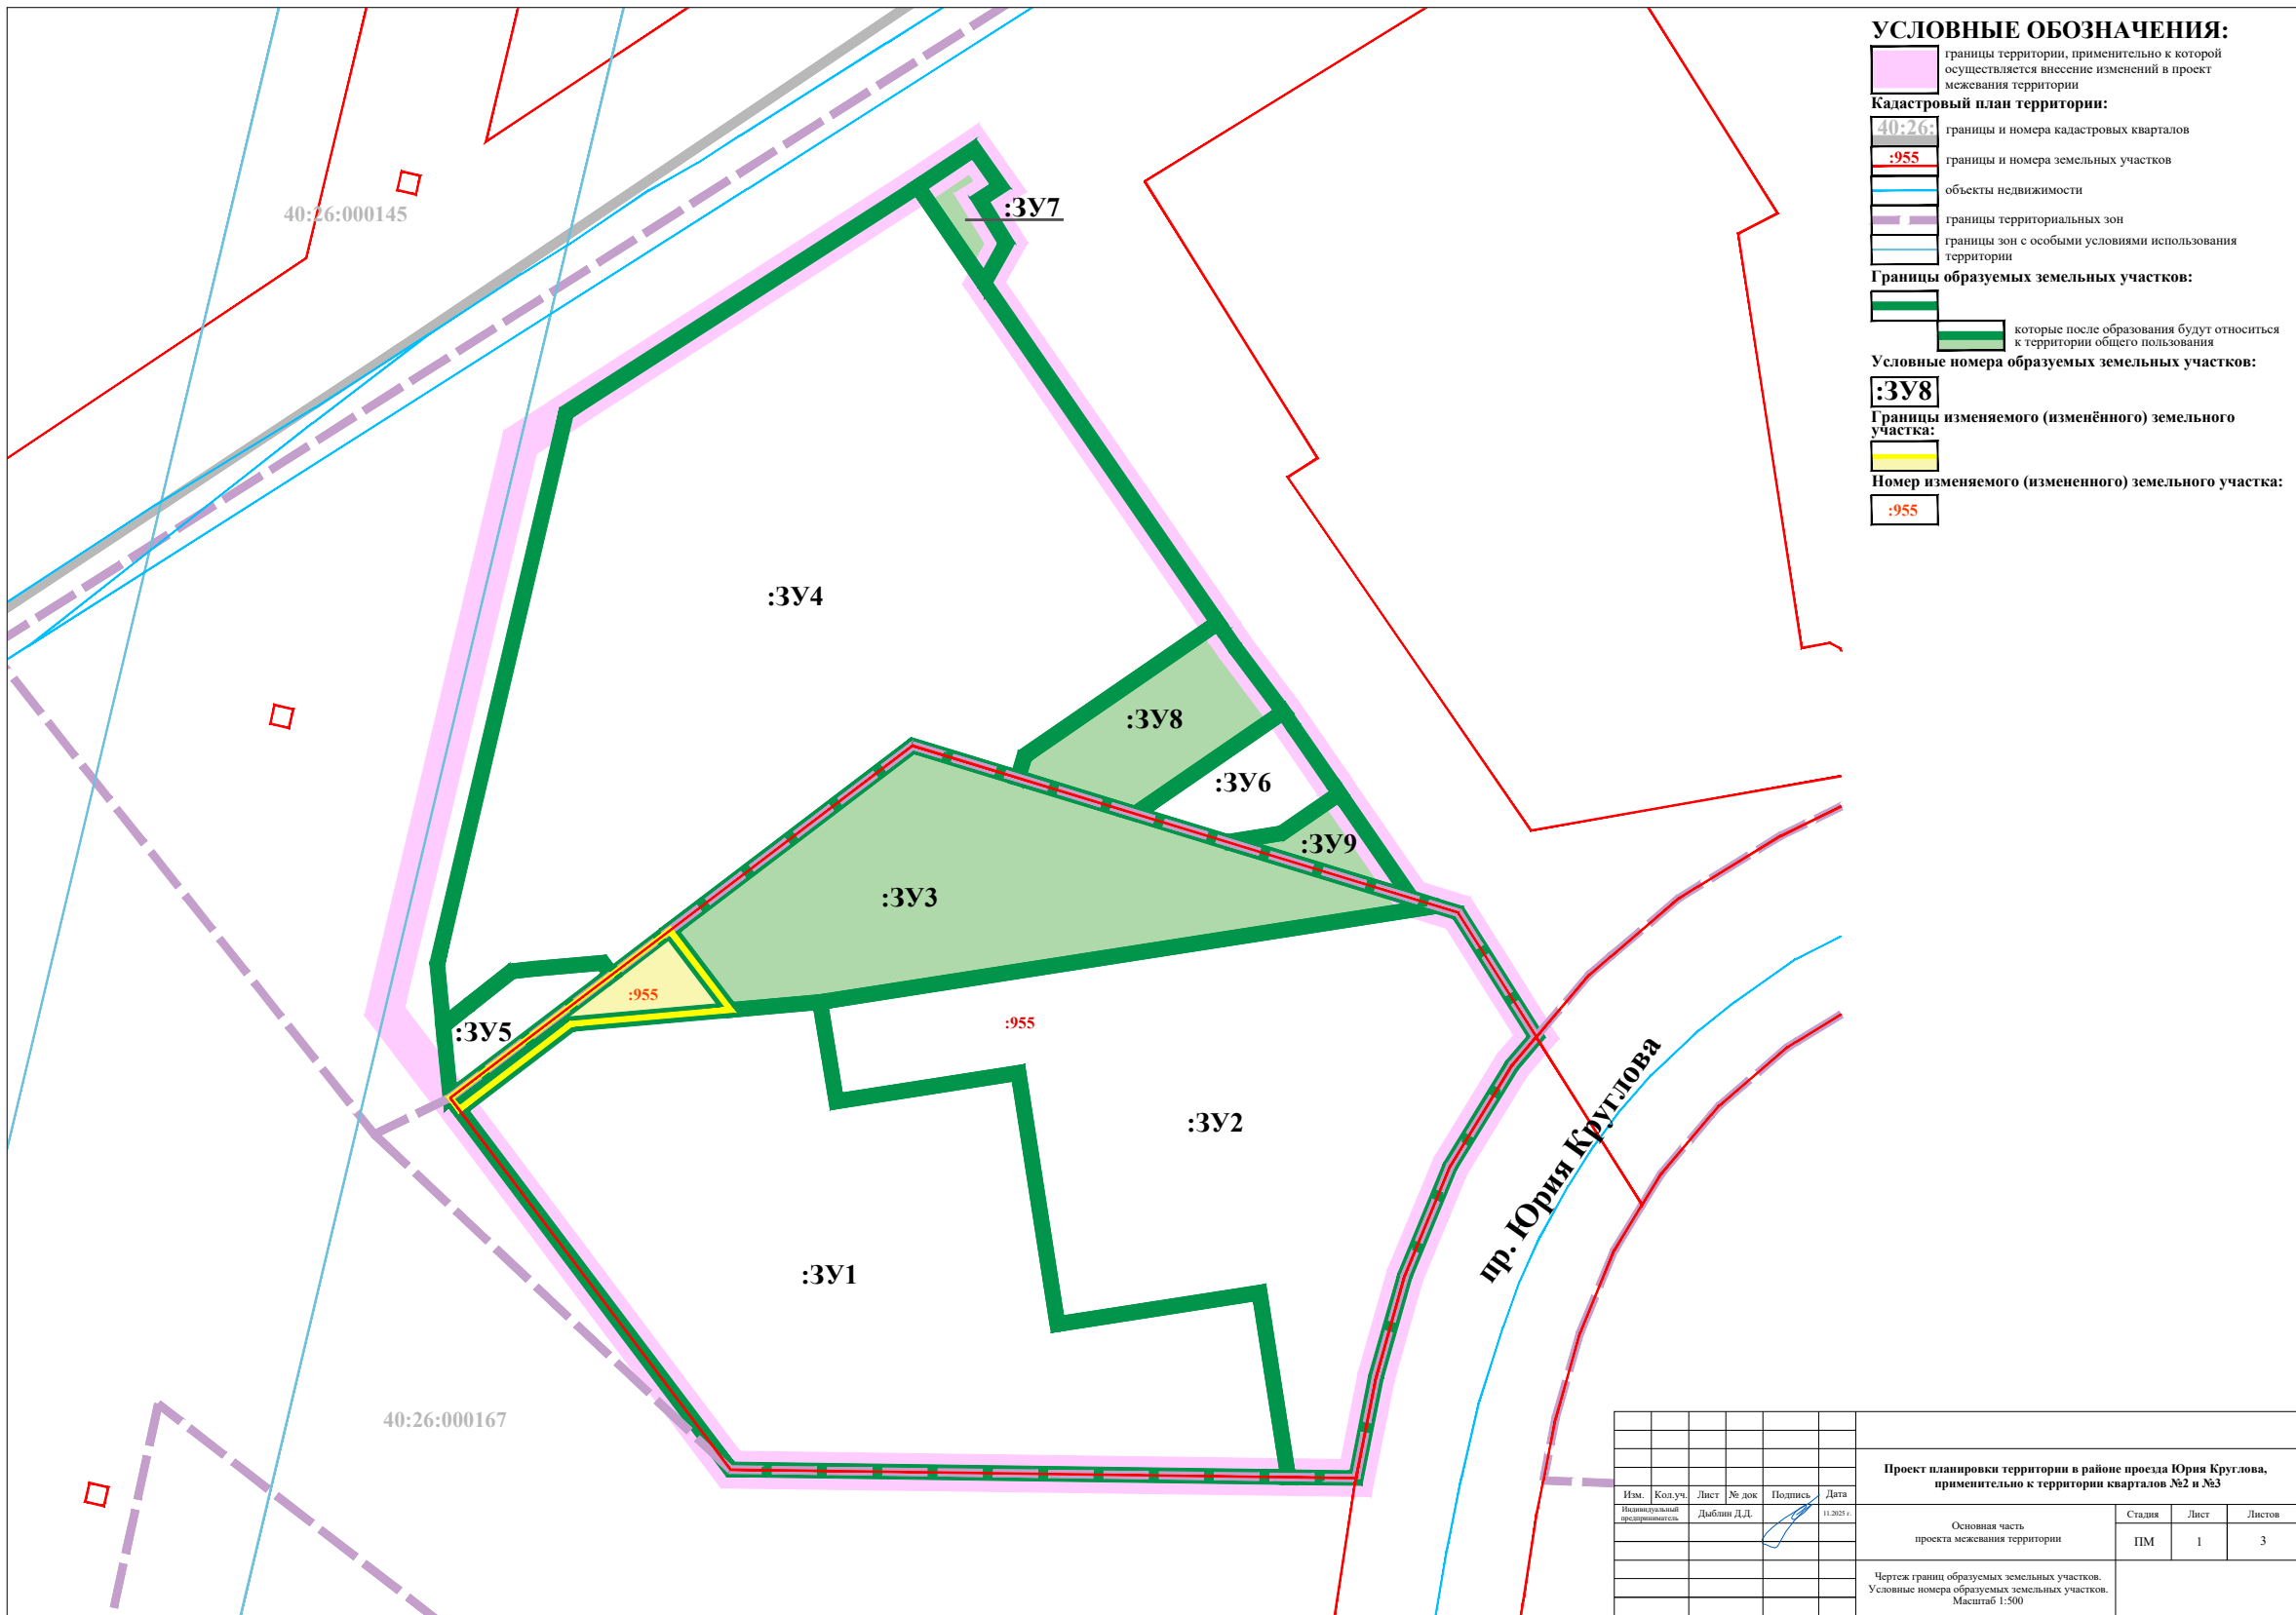 УСЛОВНЫЕ ОБОЗНАЧЕНИЯ:
границы территории, применительно к которой
осуществляется внесение изменений в проект
межевания территории
Кадастровый план территории:
40:26:
границы и номера кадастровых кварталов
:955
границы и номера земельных участков
объекты недвижимости
границы территориальных зон
границы зон с особыми условиями использования
территории
Границы образуемых земельных участков:
которые после образования будут относиться
к территории общего пользования
Условные номера образуемых земельных участков:
:ЗУ8
Границы изменяемого (изменённого) земельного
участка:
Номер изменяемого (измененного) земельного участка:
:955
40:26:000145
:ЗУ7
:ЗУ4
:ЗУ8
:ЗУ6
:ЗУ9
:ЗУ3
:955
:ЗУ5
:955
:ЗУ2
пр. Юрия Круглова
:ЗУ1
40:26:000167
Проект планировки территории в районе проезда Юрия Круглова,
применительно к территории кварталов №2 и №3
Изм. Кол.уч. Лист № док Подпись Дата
Индивидуальный
предприниматель
Дыблин Д.Д.
11.2025 г.
Основная часть
проекта межевания территории
Стадия Лист Листов
ПМ 1 3
Чертеж границ образуемых земельных участков.
Условные номера образуемых земельных участков.
Масштаб 1:500